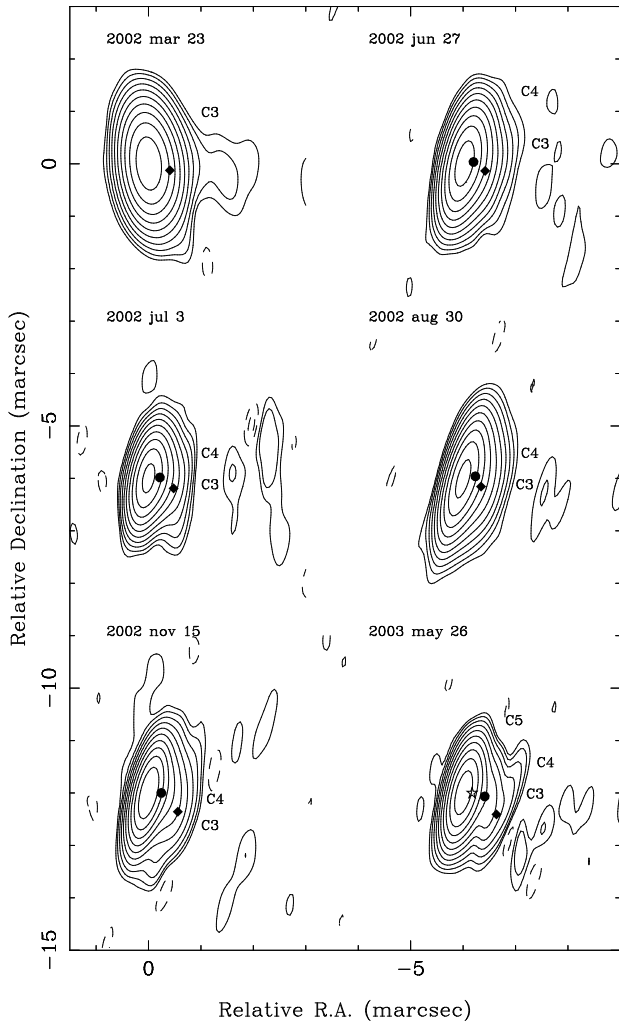 2002 mar 23
2002 jun 27
C3
C4
C3
0
2002 jul 3
2002 aug 30
C4
C3
C4
C3
−5
2002 nov 15
2003 may 26
C4
C3
C5
C4
C3
−10
−15
0
−5
Relative Declination (marcsec)
Relative R.A. (marcsec)